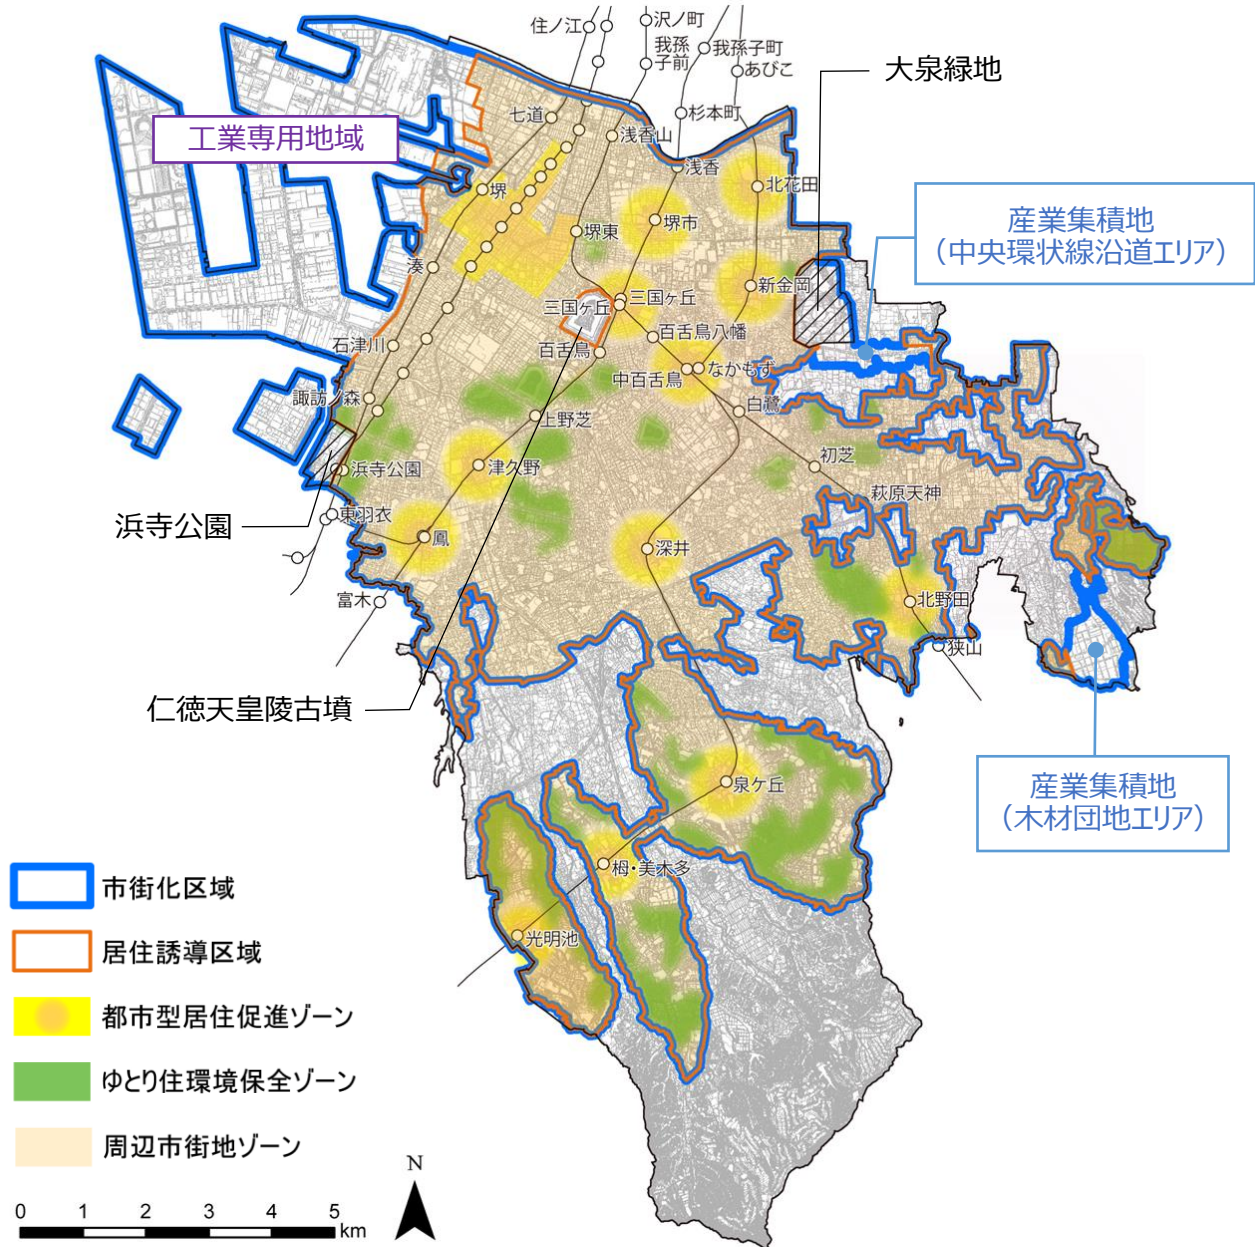 住ノ江
沢ノ町
我孫
子前
我孫子町
あびこ
大泉緑地
七道
浅香山
杉本町
工業専用地域
浅香
北花田
堺
堺市
堺東
産業集積地
（中央環状線沿道エリア）
湊
新金岡
三国ヶ丘
三国ヶ丘
百舌鳥八幡
石津川
百舌鳥
中百舌鳥
なかもず
諏訪ノ森
上野芝
白鷺
初芝
浜寺公園
津久野
萩原天神
浜寺公園
東羽衣
鳳
深井
富木
北野田
狭山
仁徳天皇陵古墳
泉ケ丘
産業集積地
（木材団地エリア）
栂・美木多
光明池
市街化区域
居住誘導区域
都市型居住促進ゾーン
ゆとり住環境保全ゾーン
周辺市街地ゾーン
N
0 1 2 3 4 5
km